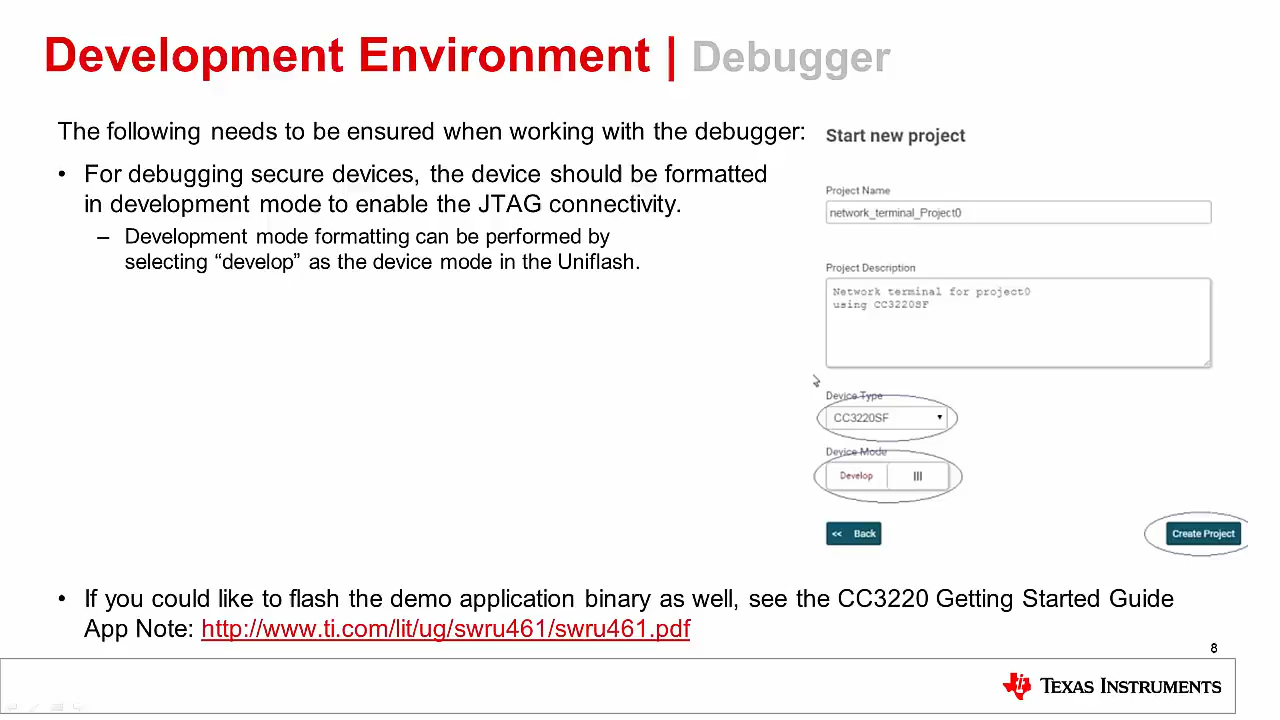 Development Environment | Debugger
The following needs to be ensured when working with the debugger:
• For debugging secure devices, the device should be formatted
in development mode to enable the JTAG connectivity.
– Development mode formatting can be performed by
selecting “develop” as the device mode in the Uniflash.
Start new project
Project Name
network_terminal_Project0
Project Description
Network terminal for project0
using CC3220SF
Device Type
CC3220SF
Device Mode
Develop
<< Back
Create Project
• If you could like to flash the demo application binary as well, see the CC3220 Getting Started Guide
App Note: http://www.ti.com/lit/ug/swru461/swru461.pdf
8
TEXAS INSTRUMENTS